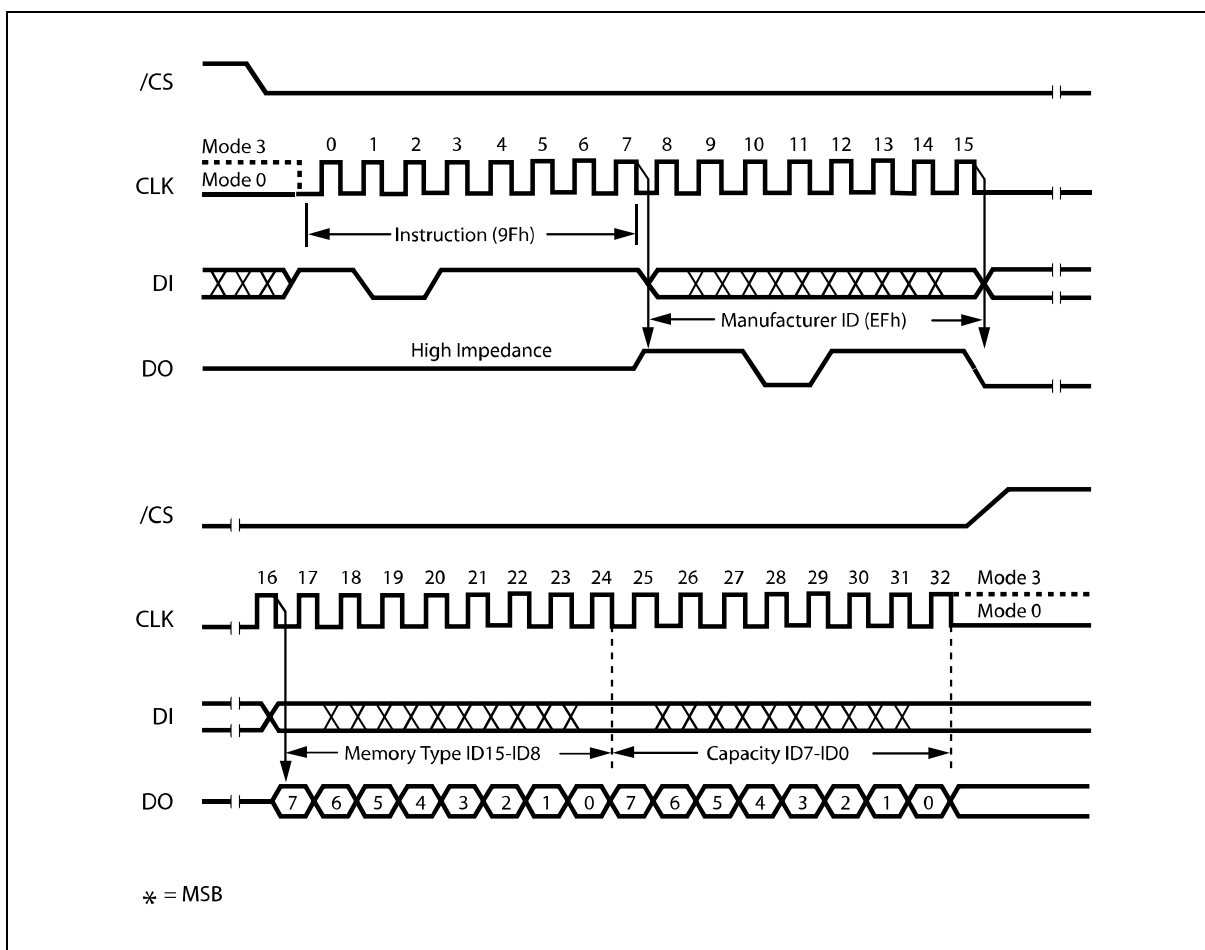 /CS
Mode 3
0 1 2 3 4 5 6 7 8 9 10 11 12 13 14 15
Mode 0
CLK
Instruction (9Fh)
DI
Manufacturer ID (EFh)
High Impedance
DO
/CS
16 17 18 19 20 21 22 23 24 25 26 27 28 29 30 31 32
Mode 3
Mode 0
CLK
DI
Memory Type ID15-ID8
Capacity ID7-ID0
DO
7 6 5 4 3 2 1 0 7 6 5 4 3 2 1 0
* = MSB